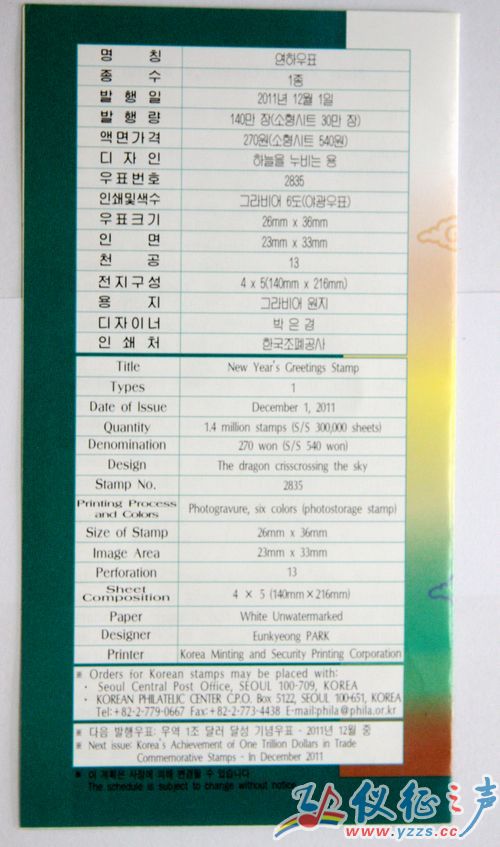 명 칭 연하우표
종 수 1종
발 행 일 2011년 12월 1일
발 행 량 140만 장(소형시트 30만 장)
액면가격 270원(소형시트 540원)
디 자 인 하늘을 누비는 용
우표번호 2835
인쇄및색수 그라비어 6도(야광우표)
우표크기 26mm x 36mm
인 면 23mm x 33mm
천 공 13
전지구성 4 x 5(140mm x 216mm)
용 지 그라비어 원지
디자이너 박 은 경
인 쇄 처 한국조폐공사
Title New Year's Greetings Stamp
Types 1
Date of Issue December 1, 2011
Quantity 1.4 million stamps (S/S 300,000 sheets)
Denomination 270 won (S/S 540 won)
Design The dragon crisscrossing the sky
Stamp No. 2835
Printing Process
and Colors Photogravure, six colors (photostorage stamp)
Size of Stamp 26mm x 36mm
Image Area 23mm x 33mm
Perforation 13
Sheet
Composition 4 × 5 (140mm×216mm)
Paper White Unwatermarked
Designer Eunkyeong PARK
Printer Korea Minting and Security Printing Corporation
※ Orders for Korean stamps may be placed with:
· Seoul Central Post Office, SEOUL 100-709, KOREA
· KOREAN PHILATELIC CENTER C.P.O. Box 5122, SEOUL 100-651, KOREA
Tel:+82-2-779-0667 Fax:+82-2-773-4438 E-mail:phila@phila.or.kr
※ 다음 발행우표: 무역 1조 달러 달성 기념우표 - 2011년 12월 중
※ Next issue: Korea's Achievement of One Trillion Dollars in Trade
Commemorative Stamps - In December 2011
※ 이 계획은 사정에 의해 변경될 수 있습니다.
The schedule is subject to change without notice.
仪征之声
www.yzzs.cc